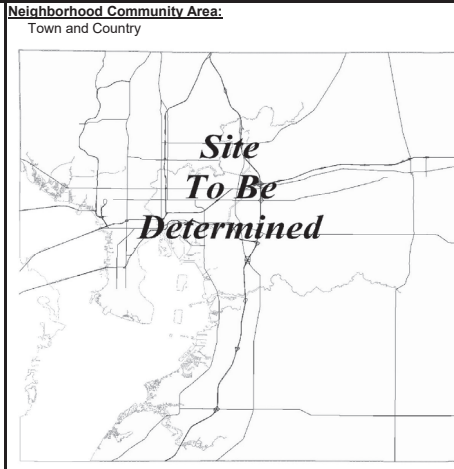 Neighborhood Community Area:
Town and Country
Site
To Be
Determined